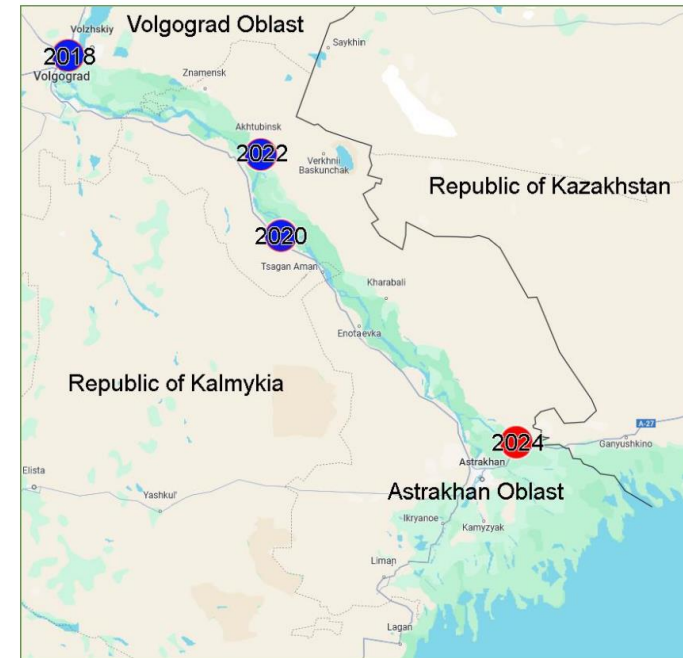 Volgograd Oblast
Volzhskiy
Saykhin
2018
Volgograd
Znamensk
Akhtubinsk
2022
Verkhnii
Baskunchak
Republic of Kazakhstan
2020
Tsagan Aman
Kharabali
Enotaevka
Republic of Kalmykia
A-27
2024
Ganyushkino
Astrakhan
Elista
Astrakhan Oblast
Yashkul'
Ikryanoe
Kamyzyak
Liman
Lagan